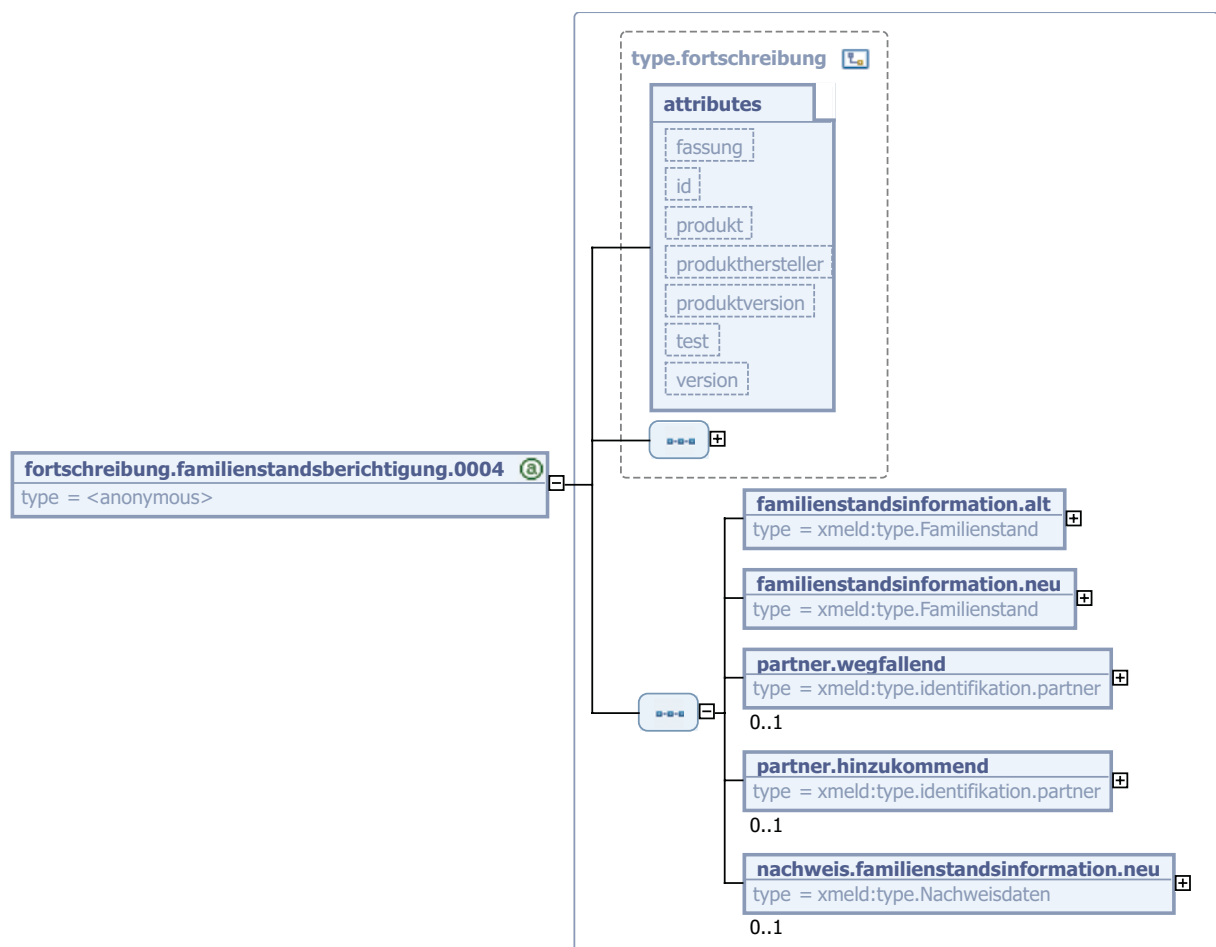 type.fortschreibung
attributes
fassung
id
produkt
produkthersteller
produktversion
test
version
fortschreibung.familienstandsberichtigung.0004 a
type = <anonymous>
familienstandsinformation.alt
type = xmeld:type.Familienstand
familienstandsinformation.neu
type = xmeld:type.Familienstand
partner.wegfallend
type = xmeld:type.identifikation.partner
0..1
partner.hinzukommend
type = xmeld:type.identifikation.partner
0..1
nachweis.familienstandsinformation.neu
type = xmeld:type.Nachweisdaten
0..1